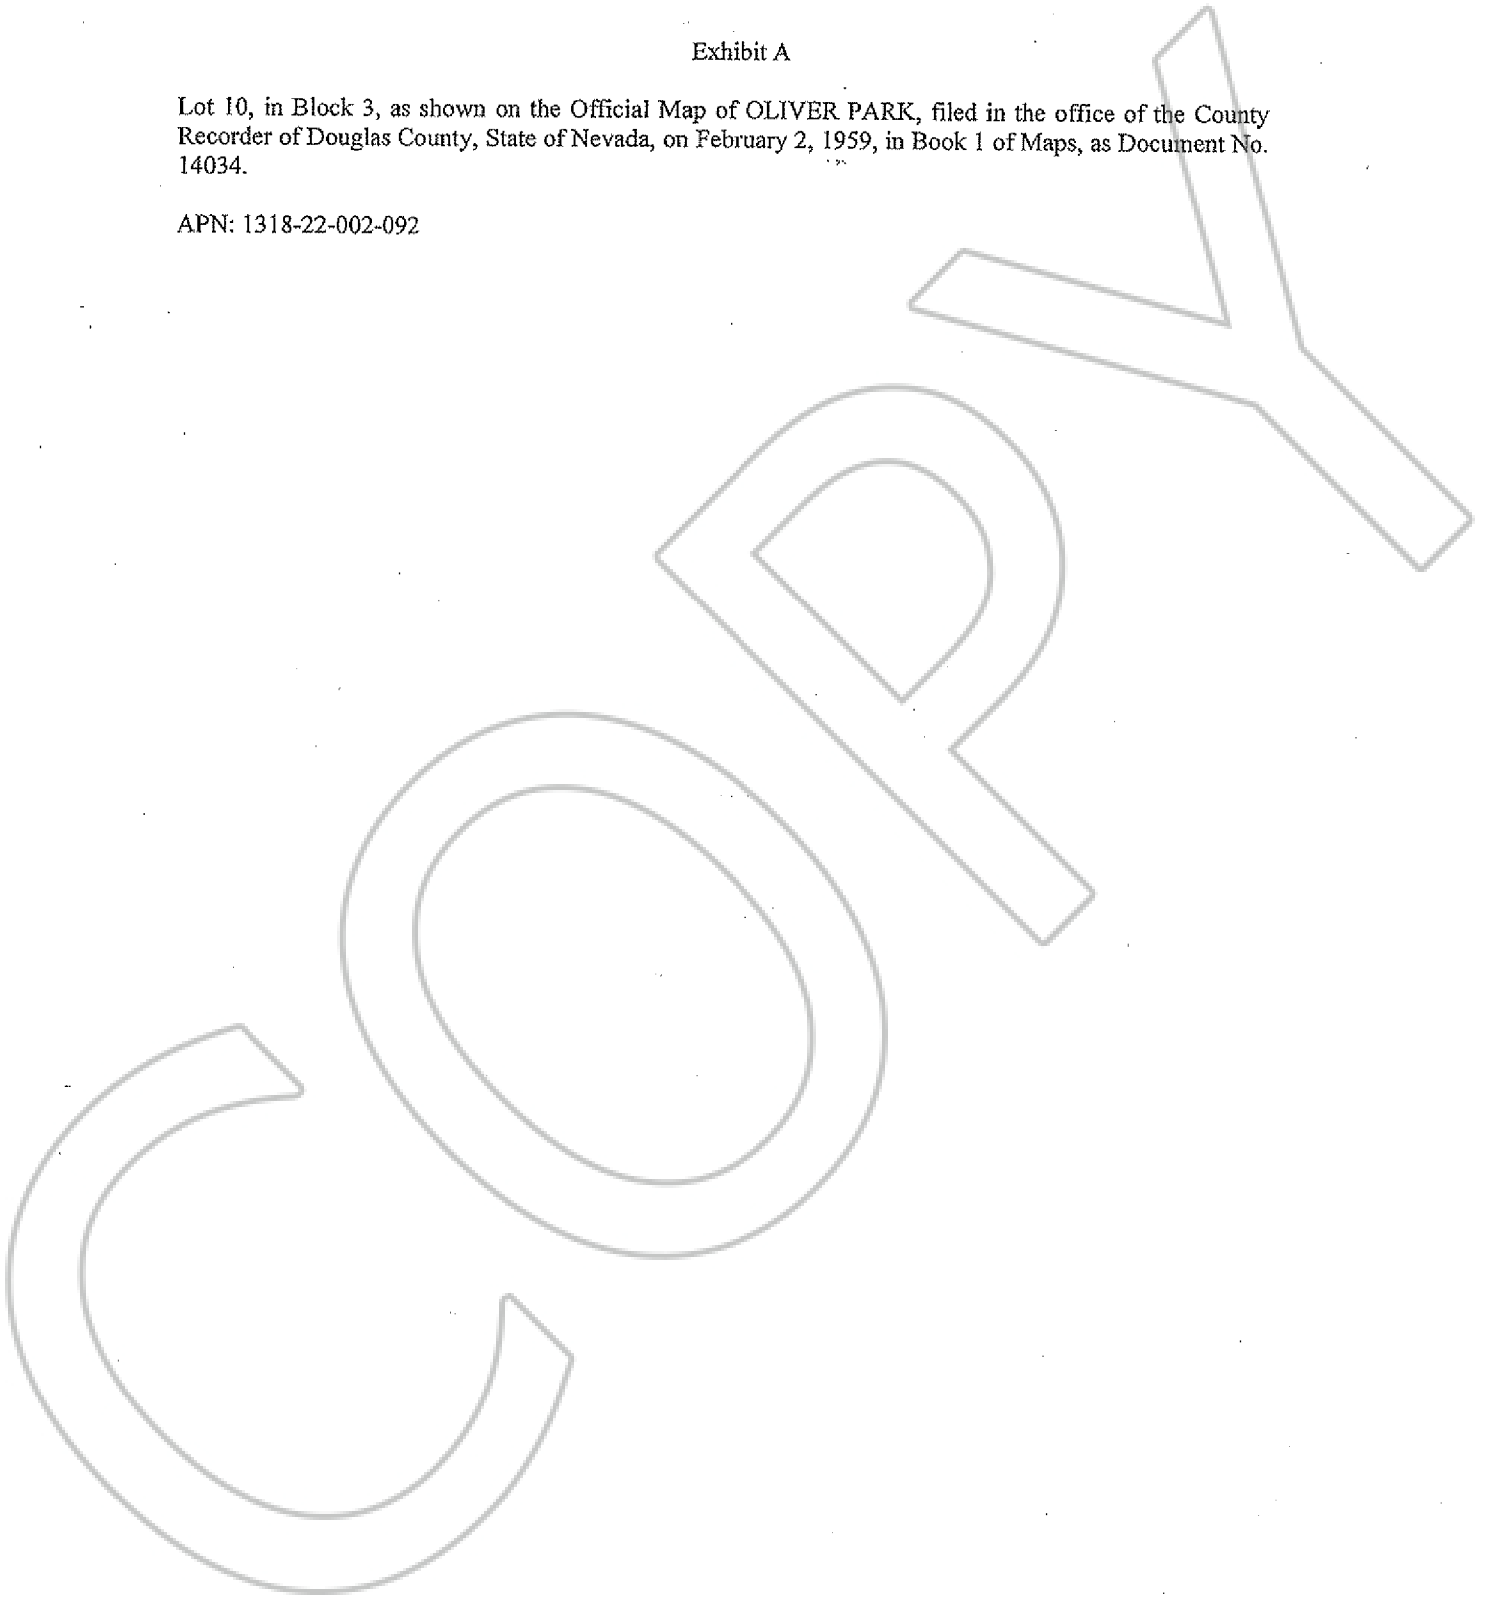 Exhibit A
Lot 10, in Block 3, as shown on the Official Map of OLIVER PARK, filed in the office of the County
Recorder of Douglas County, State of Nevada, on February 2, 1959, in Book 1 of Maps, as Document No.
14034.
APN: 1318-22-002-092
COPY